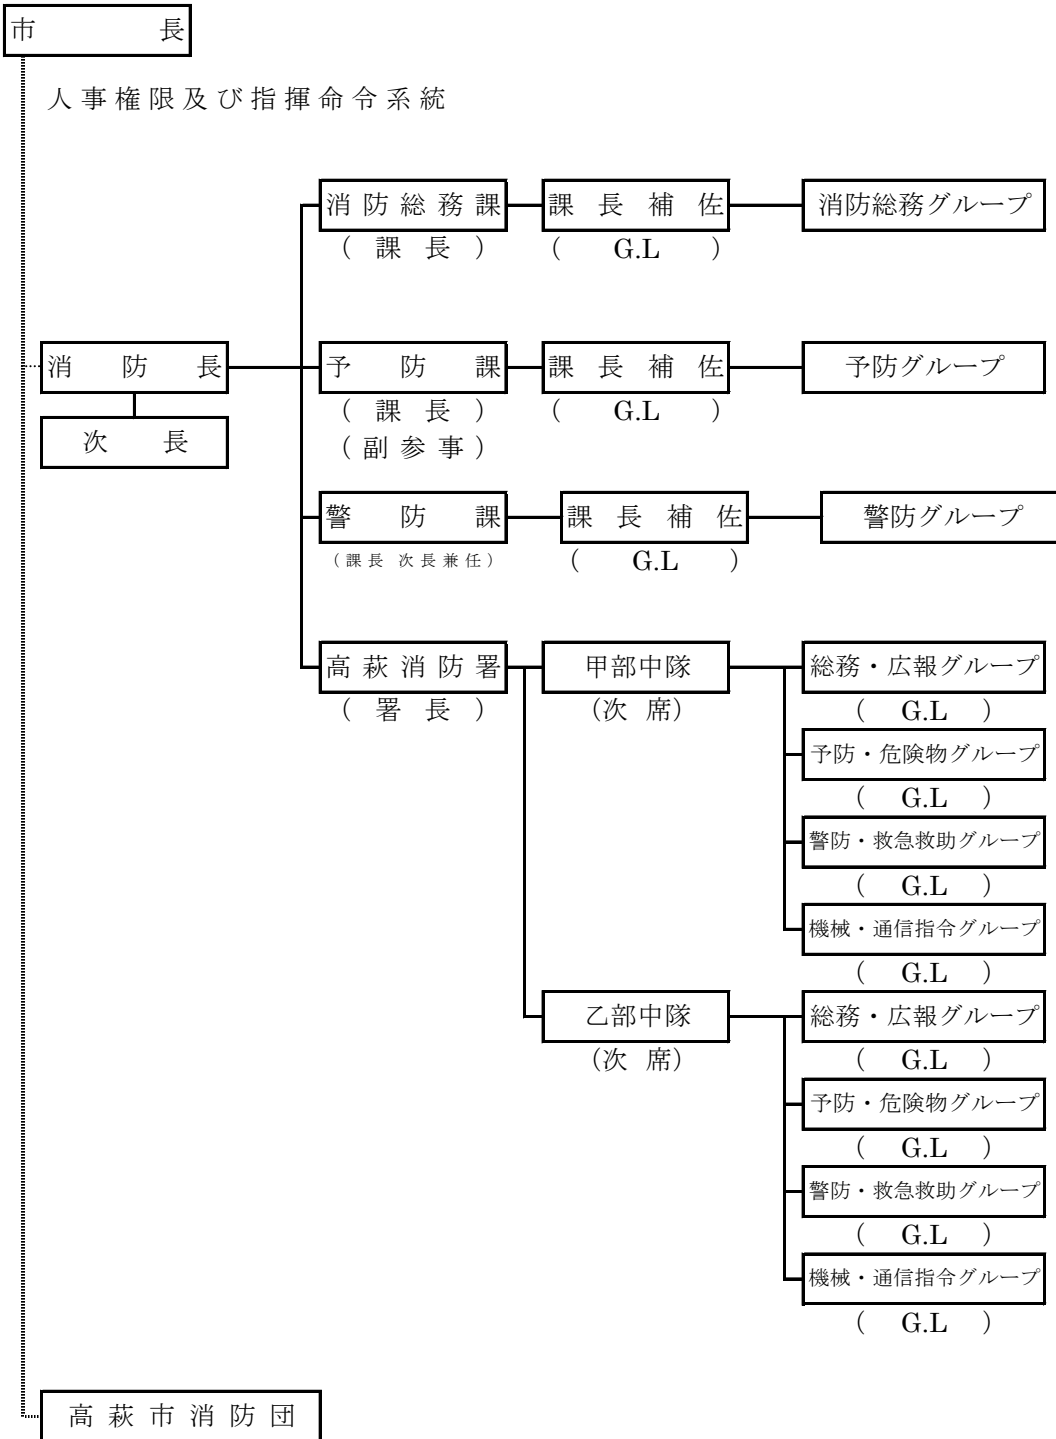 市長
人事権限及び指揮命令系統
消防総務課 課長補佐 消防総務グループ
(課長) (G.L)
消防長 予防課 課長補佐 予防グループ
(課長) (G.L)
次長
(副参事)
警防課 課長補佐 警防グループ
(課長 次長兼任) (G.L)
高萩消防署 甲部中隊 総務・広報グループ
(署長) (次席) (G.L)
予防・危険物グループ
(G.L)
警防・救急救助グループ
(G.L)
機械・通信指令グループ
(G.L)
乙部中隊 総務・広報グループ
(次席) (G.L)
予防・危険物グループ
(G.L)
警防・救急救助グループ
(G.L)
機械・通信指令グループ
(G.L)
高萩市消防団